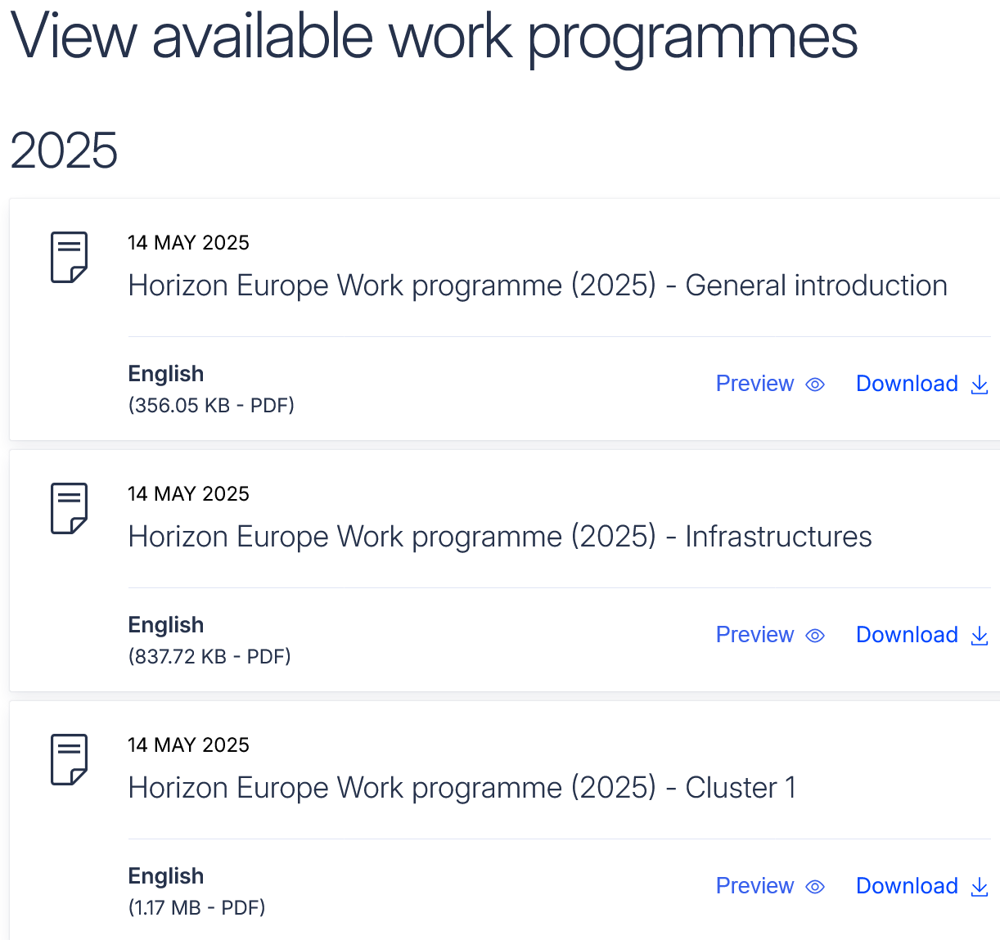 View available work programmes
2025
14 MAY 2025
Horizon Europe Work programme (2025) - General introduction
English
(356.05 KB - PDF)
Preview
Download
14 MAY 2025
Horizon Europe Work programme (2025) - Infrastructures
English
(837.72 KB - PDF)
Preview
Download
14 MAY 2025
Horizon Europe Work programme (2025) - Cluster 1
English
(1.17 MB - PDF)
Preview
Download